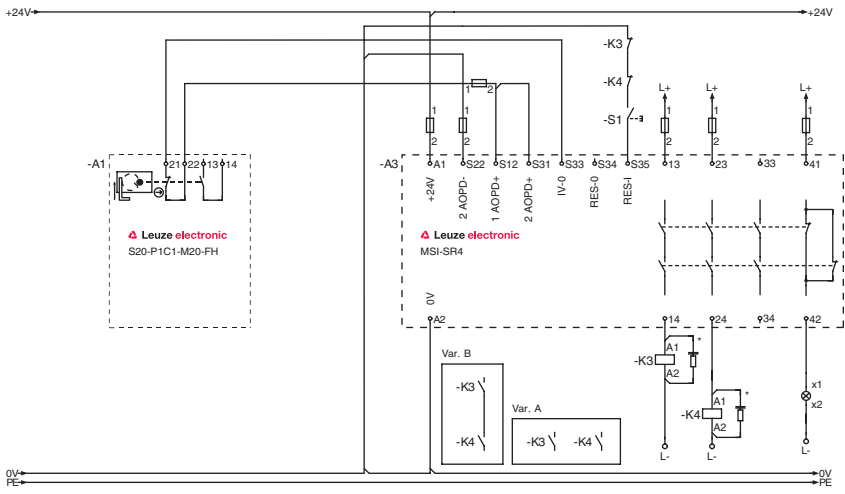 +24V
+24V
-K3
-K4
-S1
1
2
1
2
1
2
L+
1
2
L+
1
2
L+
1
2
-A1
21
22
13
14
-A3
A1
S22
S12
S31
S33
S34
S35
13
23
33
41
+24V
2 AOPD-
1 AOPD+
2 AOPD+
IV-0
RES-0
RES-I
Leuze electronic
S20-P1C1-M20-FH
Leuze electronic
MSI-SR4
0V
A2
14
24
34
42
Var. B
-K3
-K4
Var. A
-K3
-K4
-K3
A1
A2
*
-K4
A1
A2
*
x1
x2
L-
L-
L-
0V
0V
PE
PE